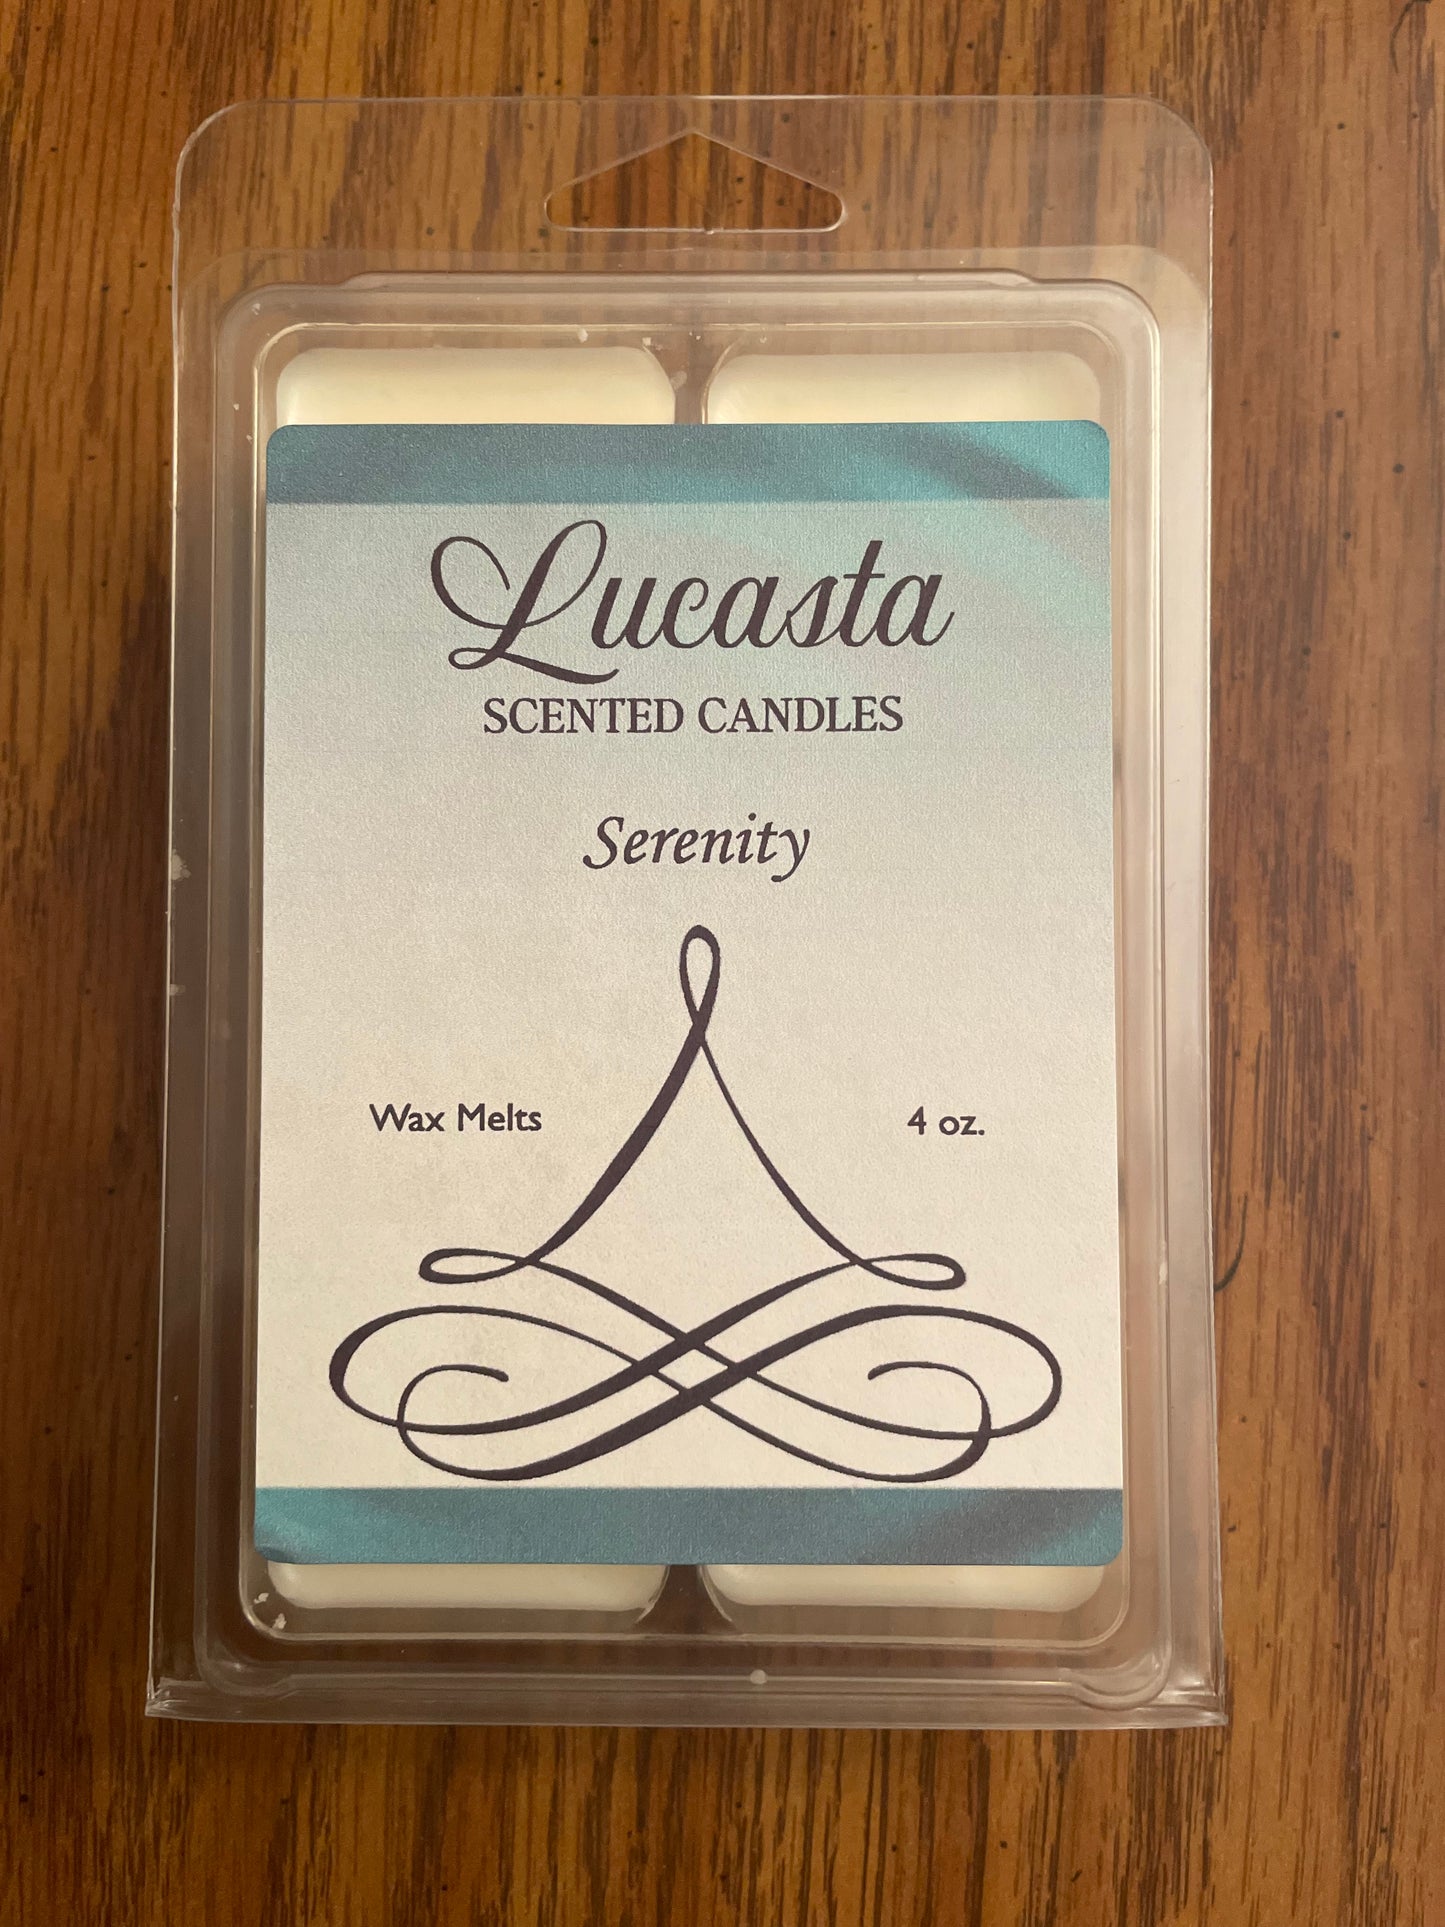 Lucasta
SCENTED CANDLES
Serenity
Wax Melts
4 oz.